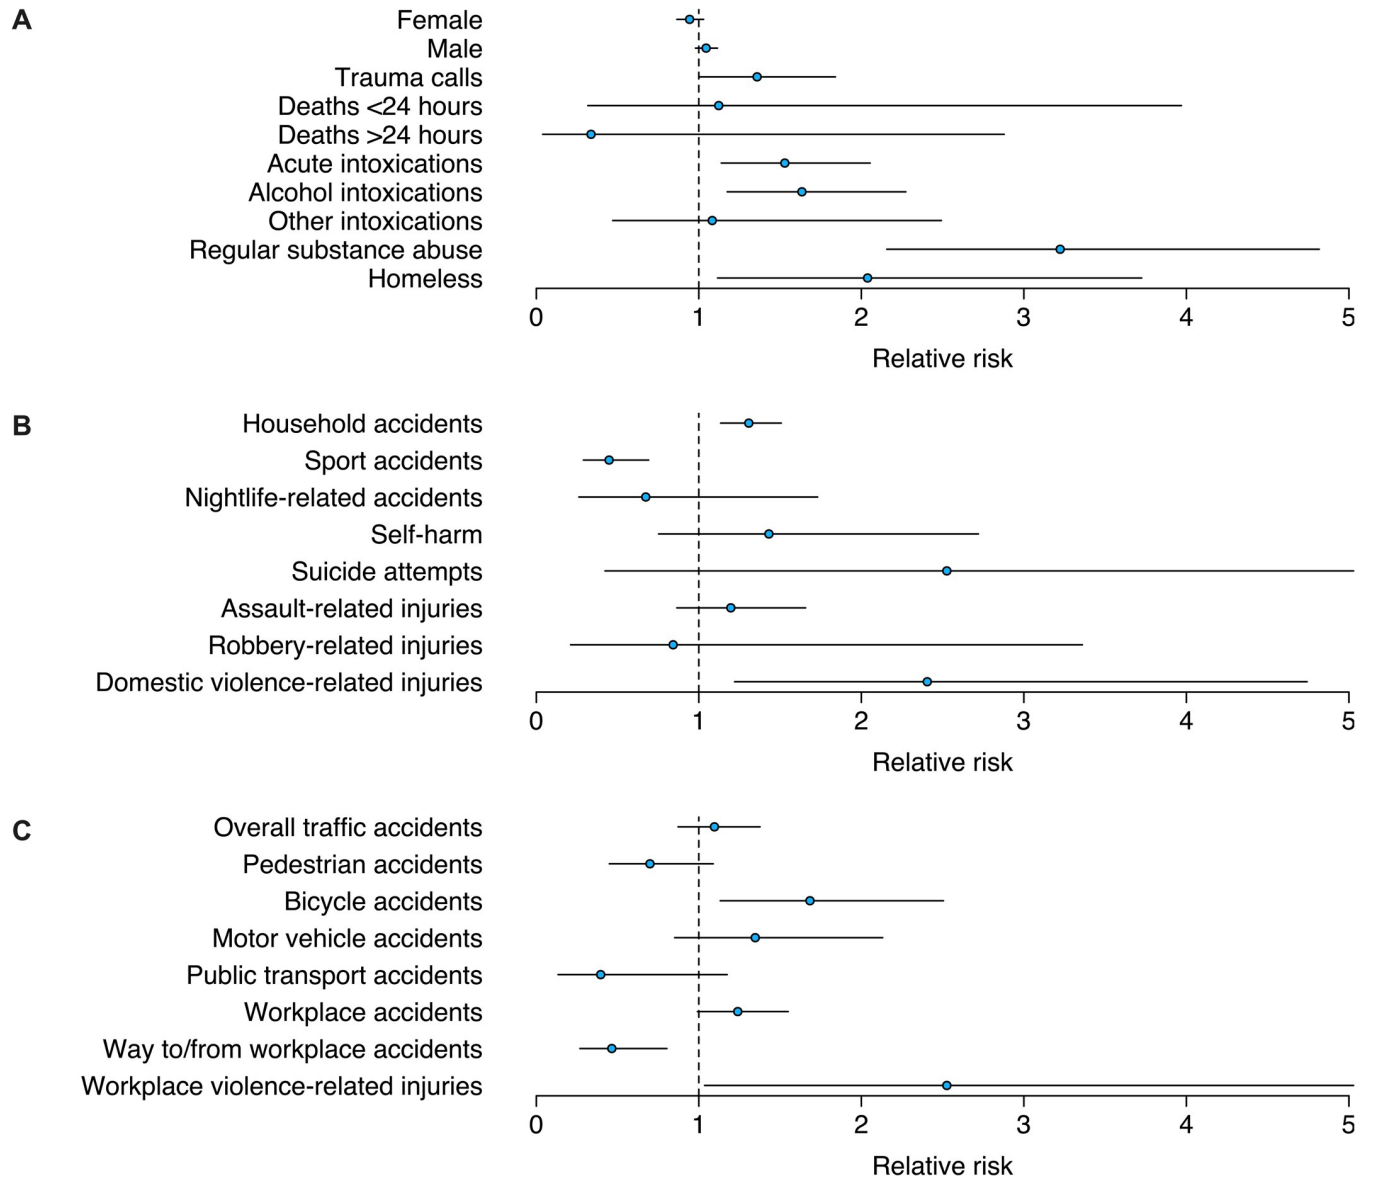 A
Female
Male
Trauma calls
Deaths <24 hours
Deaths >24 hours
Acute intoxications
Alcohol intoxications
Other intoxications
Regular substance abuse
Homeless
0 1 2 3 4 5
Relative risk
B
Household accidents
Sport accidents
Nightlife-related accidents
Self-harm
Suicide attempts
Assault-related injuries
Robbery-related injuries
Domestic violence-related injuries
0 1 2 3 4 5
Relative risk
C
Overall traffic accidents
Pedestrian accidents
Bicycle accidents
Motor vehicle accidents
Public transport accidents
Workplace accidents
Way to/from workplace accidents
Workplace violence-related injuries
0 1 2 3 4 5
Relative risk